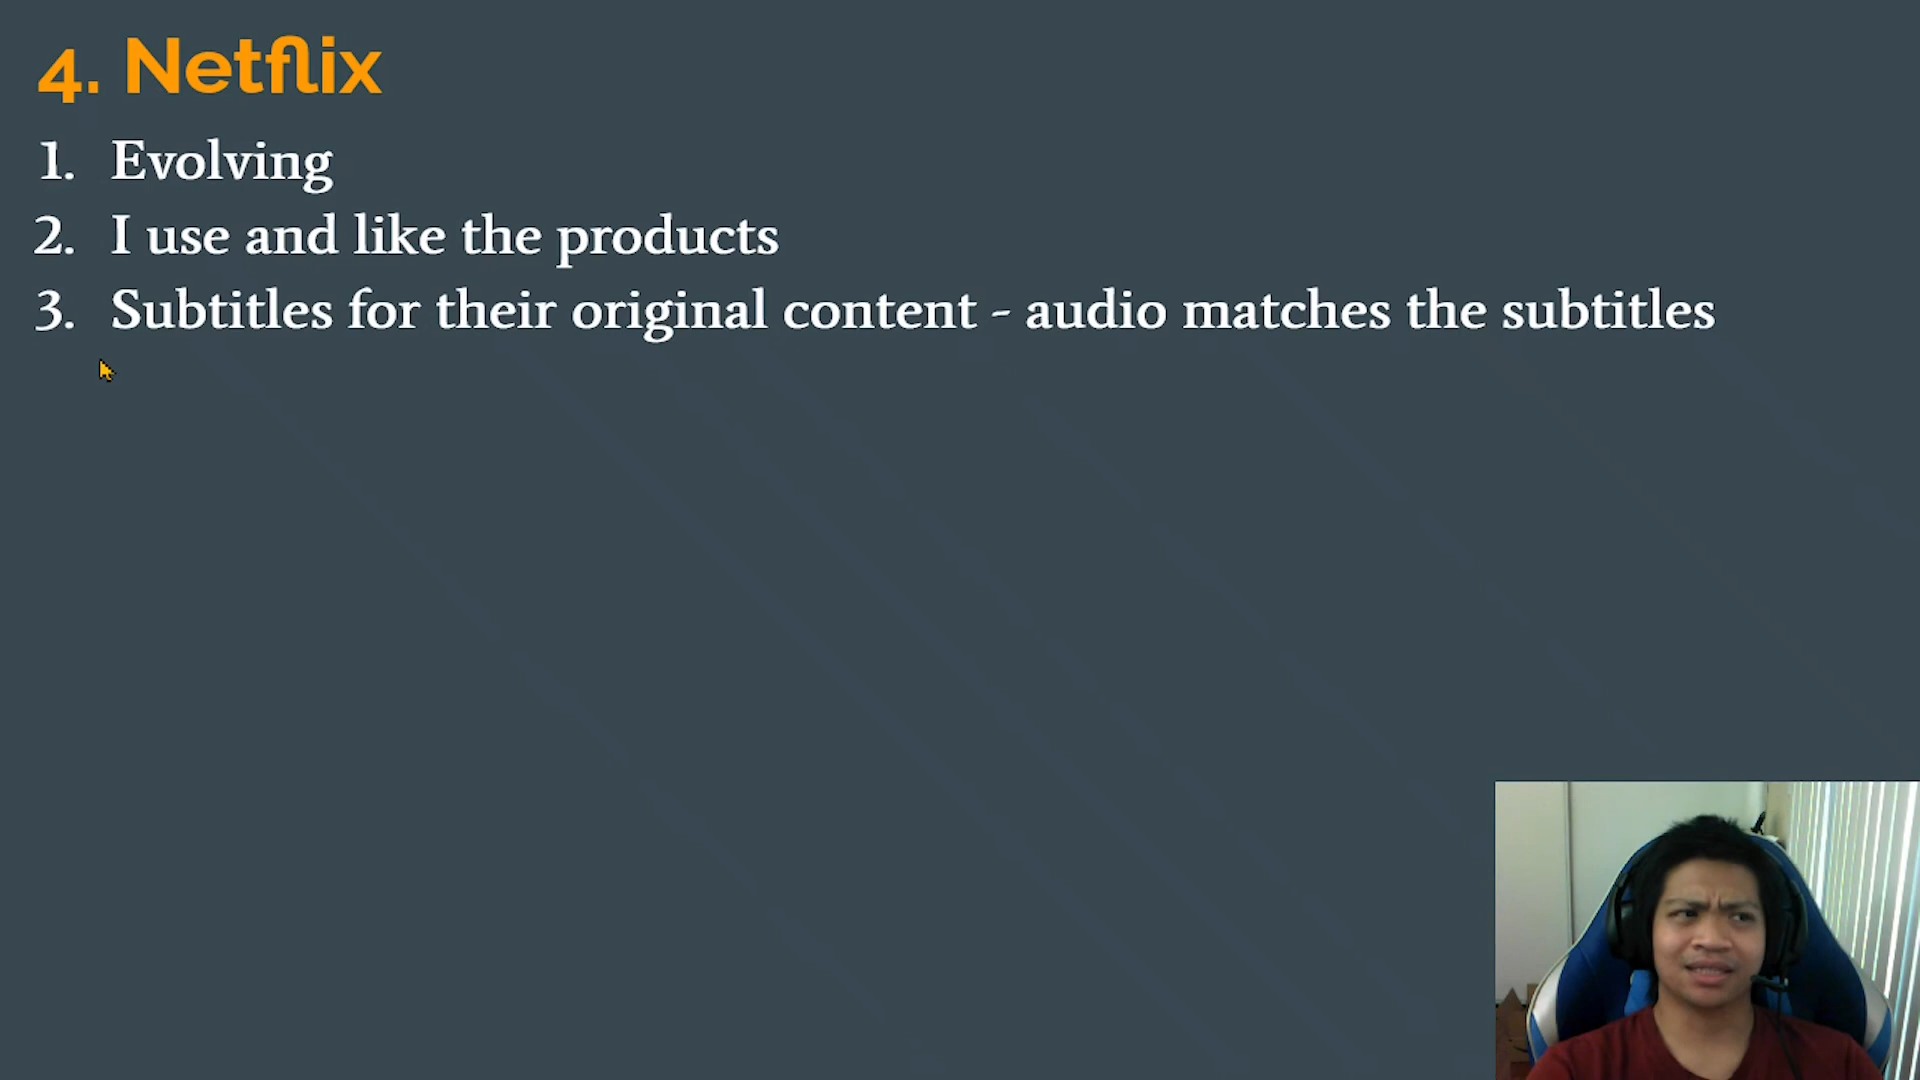 4. Netflix
1. Evolving
2. I use and like the products
3. Subtitles for their original content - audio matches the subtitles